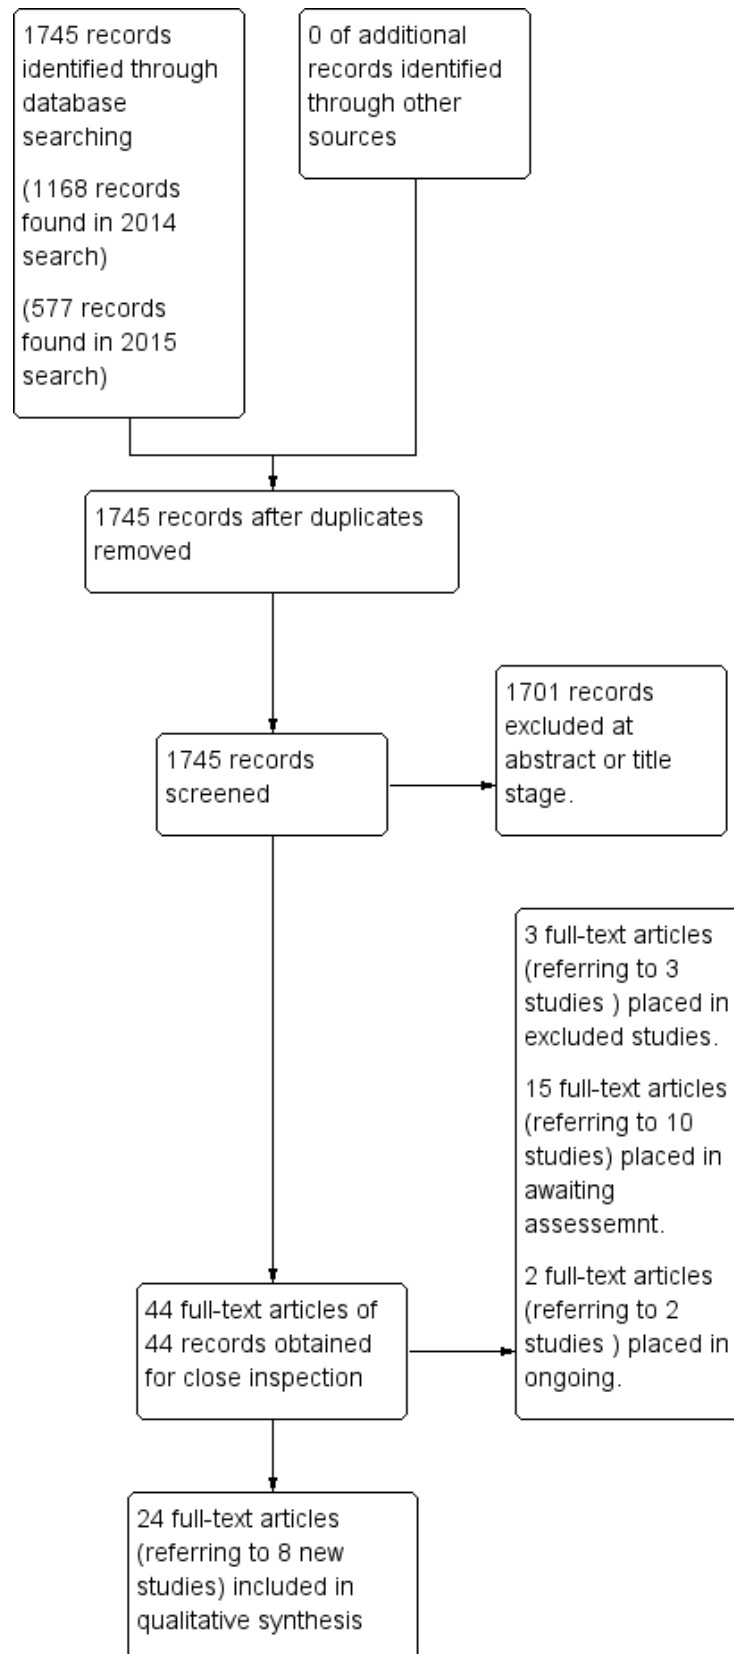 1745 records
identified through
database
searching
(1168 records
found in 2014
search)
(577 records
found in 2015
search)
0 of additional
records identified
through other
sources
1745 records after duplicates
removed
1745 records
screened
1701 records
excluded at
abstract or title
stage.
3 full-text articles
(referring to 3
studies ) placed in
excluded studies.
15 full-text articles
(referring to 10
studies) placed in
awaiting
assessemnt.
2 full-text articles
(referring to 2
studies ) placed in
ongoing.
44 full-text articles of
44 records obtained
for close inspection
24 full-text articles
(referring to 8 new
studies) included in
qualitative synthesis